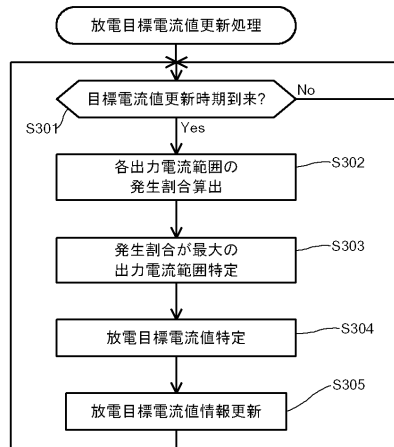 放電目標電流値更新処理
目標電流値更新時期到来?
No
S301
Yes
各出力電流範囲の
発生割合算出
S302
発生割合が最大の
出力電流範囲特定
S303
放電目標電流値特定
S304
放電目標電流値情報更新
S305